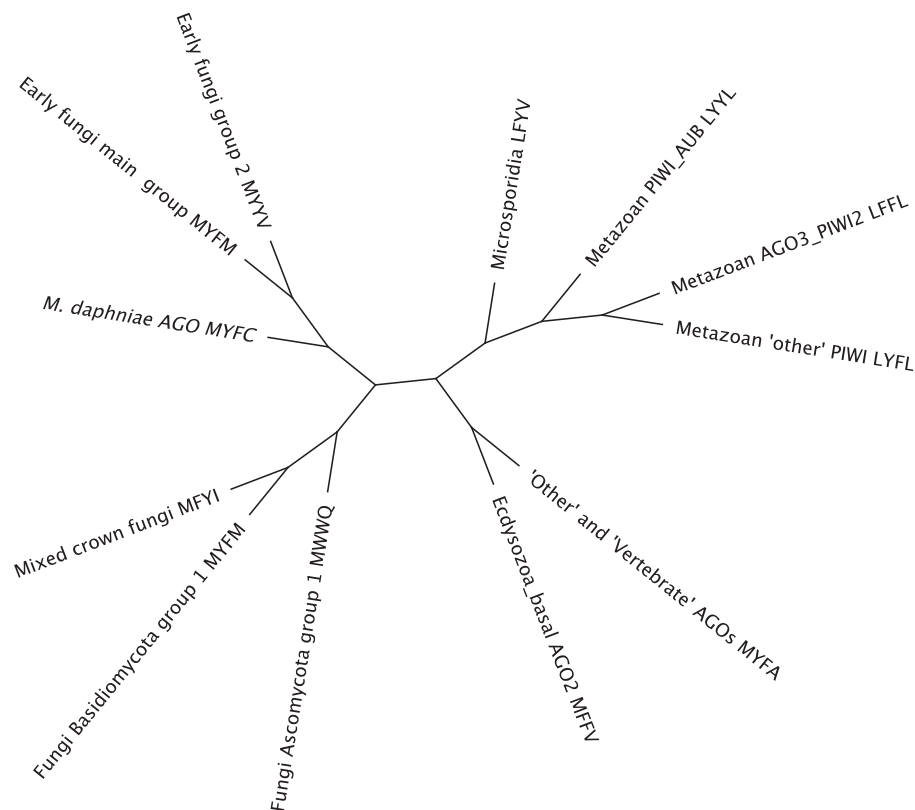 Early fungi group 2 MYYV
Early fungi main group MYFM
M. daphniae AGO MYFC
Microsporidia LFYV
Metazoan PIWI_AUB LYYL
Metazoan AGO3_PIWI2 LFFL
Metazoan 'other' PIWI LYFL
'Other' and 'Vertebrate' AGOs MYFA
Ecdysozoa_basal AGO2 MFFV
Fungi Ascomycota group 1 MWWQ
Fungi Basidiomycota group 1 MYFM
Mixed crown fungi MFYI